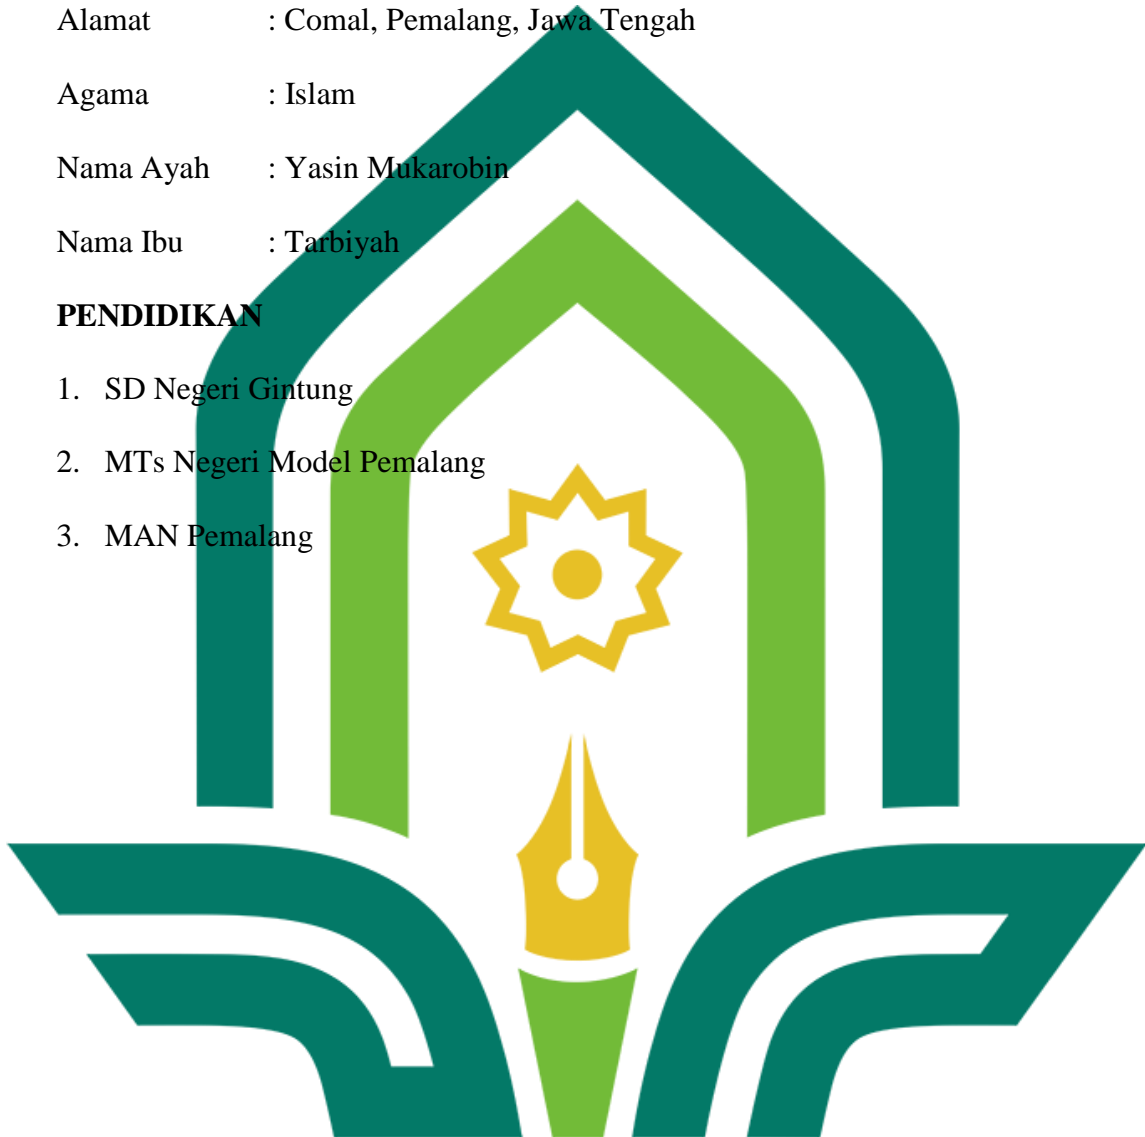 Alamat : Comal, Pemalang, Jawa Tengah
Agama : Islam
Nama Ayah : Yasin Mukarobin
Nama Ibu : Tarbiyah
PENDIDIKAN
1. SD Negeri Gintung
2. MTs Negeri Model Pemalang
3. MAN Pemalang